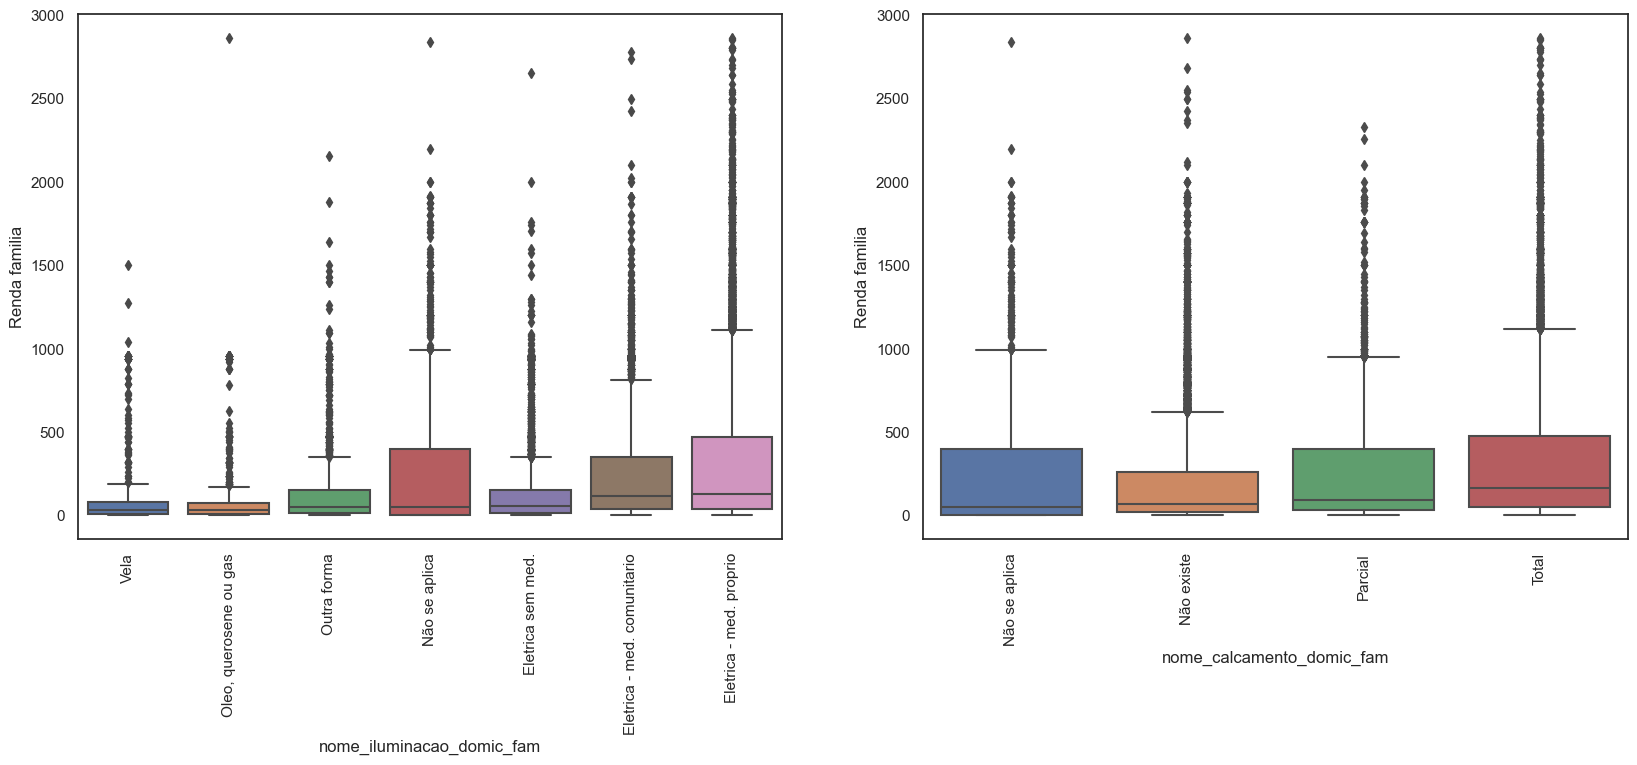 3000
2500
2000
1500
1000
500
0
Renda familia
Vela
Oleo, querosene ou gas
Outra forma
Não se aplica
Eletrica sem med.
Eletrica - med. comunitario
Eletrica - med. proprio
nome_iluminacao_domic_fam
3000
2500
2000
1500
1000
500
0
Renda familia
Não se aplica
Não existe
Parcial
Total
nome_calcamento_domic_fam